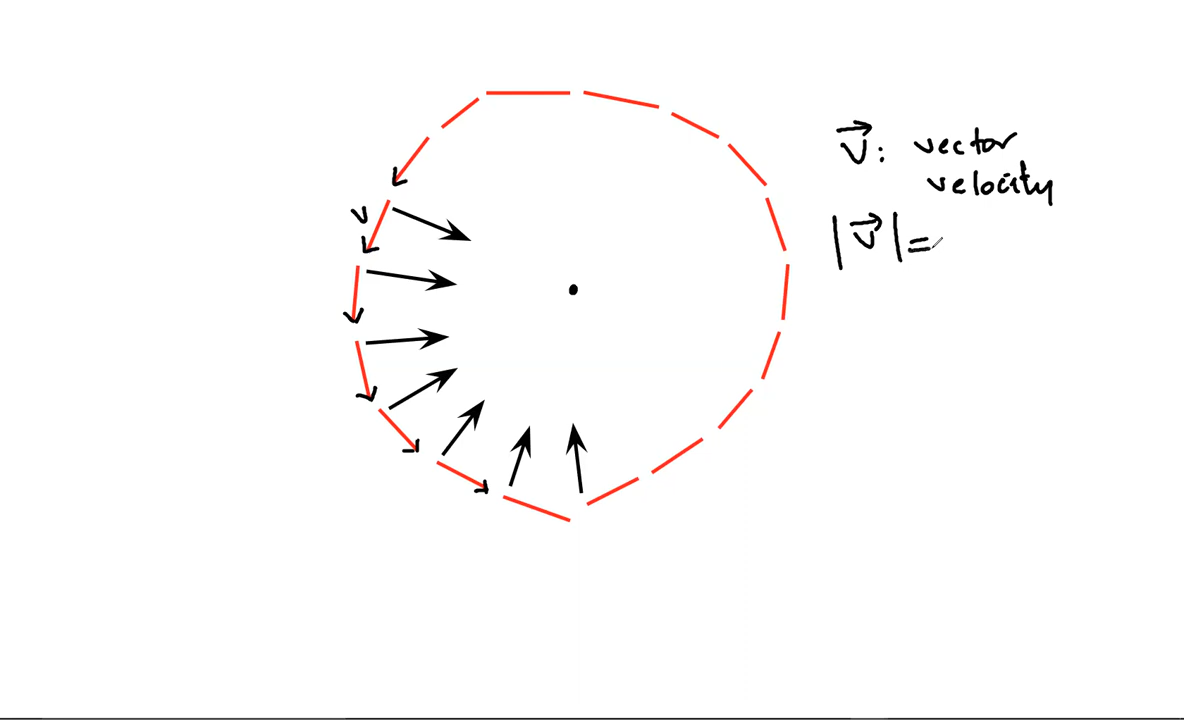 v
v⃗ : vector
velocity
|v⃗| =